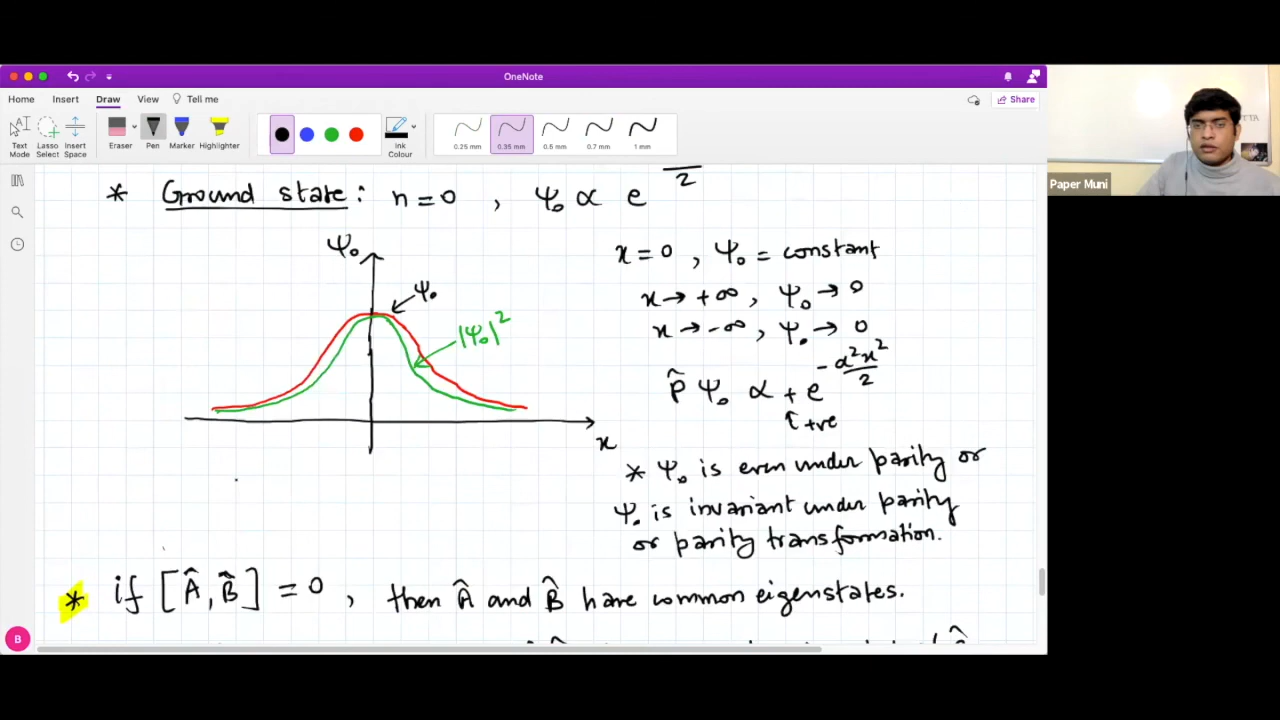 OneNote
Home Insert Draw View Tell me
Share
Text Mode
Lasso Select
Insert Space
Eraser
Pen
Marker
Highlighter
Ink Colour
0.25 mm 0.35 mm 0.5 mm 0.7 mm 1 mm
Paper Muni
* Ground state : n = 0 , Ψ₀ ∝ e 2
Ψ₀
Ψ₀
|Ψ₀|²
x
x = 0 , Ψ₀ = constant
x → +∞ , Ψ₀ → 0
x → -∞ , Ψ₀ → 0
P̂ Ψ₀ ∝ + e^(-α²x²/2)
↑ +ve
* Ψ₀ is even under parity or
Ψ₀ is invariant under parity
or parity transformation.
* if [Â, B̂] = 0 , then Â and B̂ have common eigenstates.
B